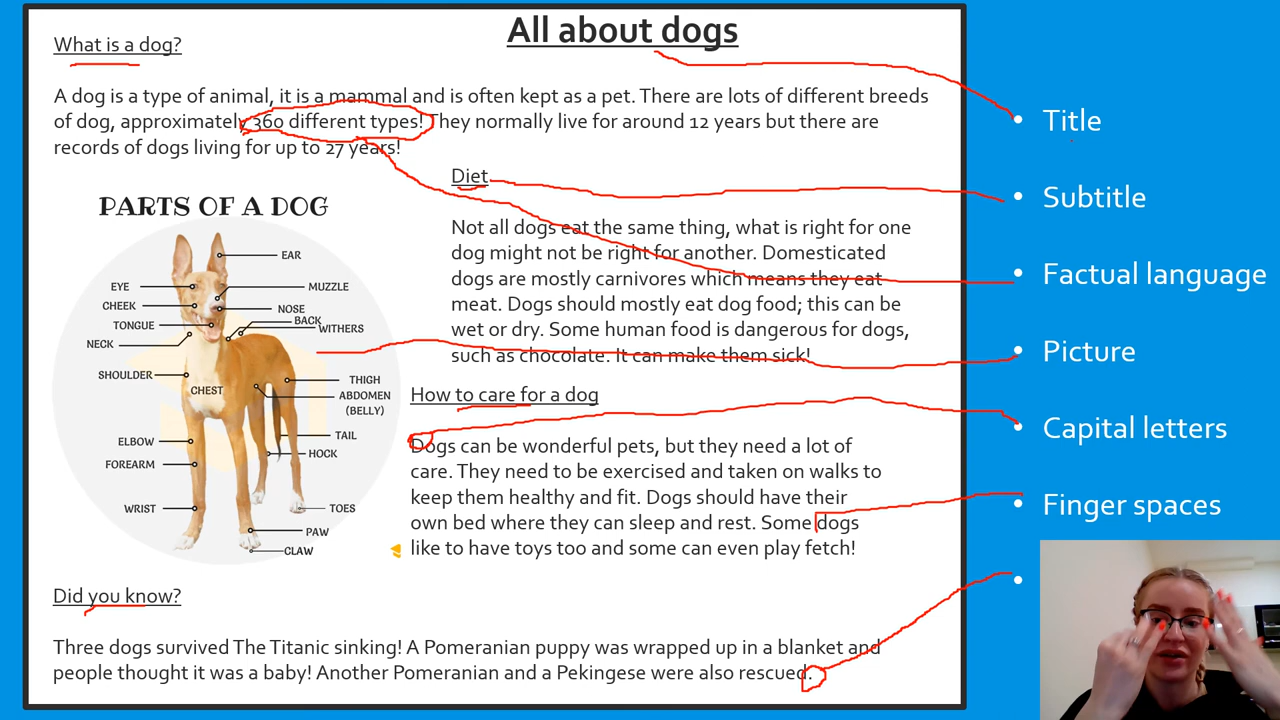 All about dogs
What is a dog?
A dog is a type of animal, it is a mammal and is often kept as a pet. There are lots of different breeds
of dog, approximately 360 different types! They normally live for around 12 years but there are
records of dogs living for up to 27 years!
PARTS OF A DOG
EAR
EYE
MUZZLE
CHEEK
NOSE
BACK
TONGUE
WITHERS
NECK
SHOULDER
THIGH
CHEST
ABDOMEN
(BELLY)
TAIL
ELBOW
HOCK
FOREARM
WRIST
TOES
PAW
CLAW
Diet
Not all dogs eat the same thing, what is right for one
dog might not be right for another. Domesticated
dogs are mostly carnivores which means they eat
meat. Dogs should mostly eat dog food; this can be
wet or dry. Some human food is dangerous for dogs,
such as chocolate. It can make them sick!
How to care for a dog
Dogs can be wonderful pets, but they need a lot of
care. They need to be exercised and taken on walks to
keep them healthy and fit. Dogs should have their
own bed where they can sleep and rest. Some dogs
like to have toys too and some can even play fetch!
Did you know?
Three dogs survived The Titanic sinking! A Pomeranian puppy was wrapped up in a blanket and
people thought it was a baby! Another Pomeranian and a Pekingese were also rescued.
• Title
• Subtitle
• Factual language
• Picture
• Capital letters
• Finger spaces